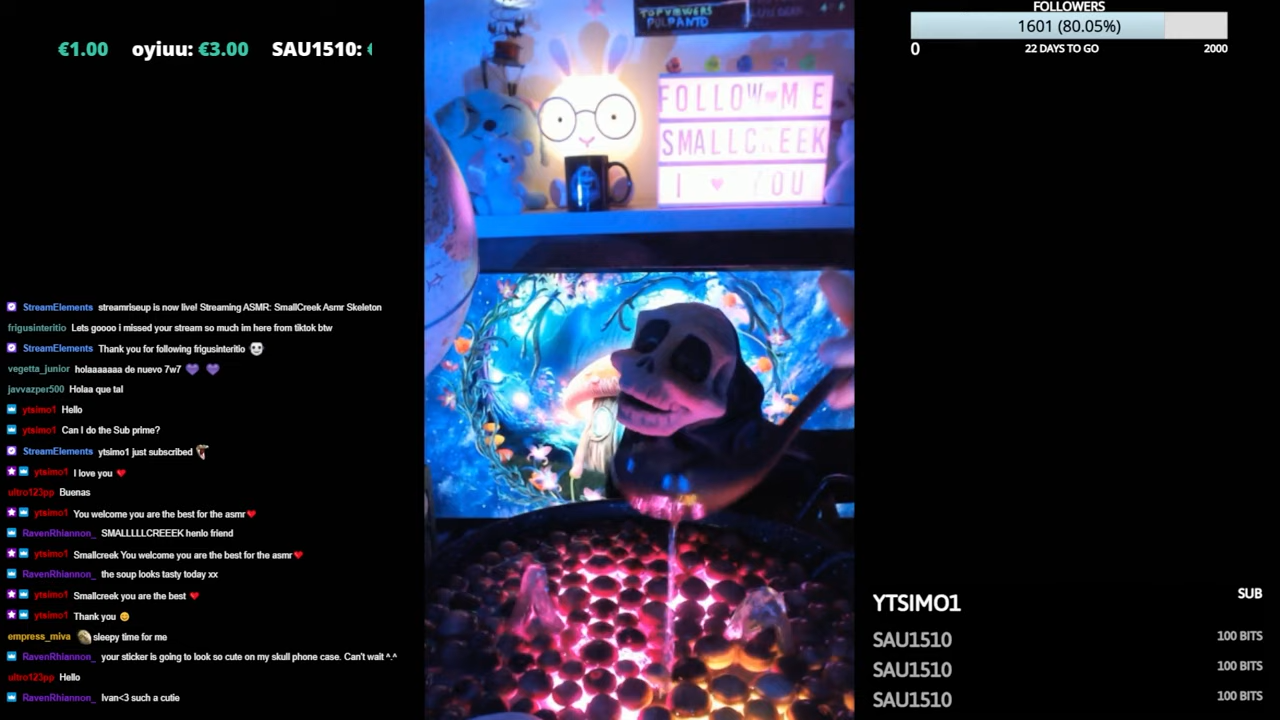 €1.00 oyiuu: €3.00 SAU1510: €
StreamElements streamriseup is now live! Streaming ASMR: SmallCreek Asmr Skeleton
frigusinteritio Lets goooo i missed your stream so much im here from tiktok btw
StreamElements Thank you for following frigusinteritio
vegetta_junior holaaaaaaa de nuevo 7w7 💜 💜
javvazper500 Holaa que tal
ytsimo1 Hello
ytsimo1 Can I do the Sub prime?
StreamElements ytsimo1 just subscribed
ytsimo1 I love you ❤
ultro123pp Buenas
ytsimo1 You welcome you are the best for the asmr❤
RavenRhiannon_ SMALLLLLCREEEK henlo friend
ytsimo1 Smallcreek You welcome you are the best for the asmr❤
RavenRhiannon_ the soup looks tasty today xx
ytsimo1 Smallcreek you are the best ❤
ytsimo1 Thank you 😊
empress_miva sleepy time for me
RavenRhiannon_ your sticker is going to look so cute on my skull phone case. Can't wait ^.^
ultro123pp Hello
RavenRhiannon_ Ivan<3 such a cutie
TOPVIEWERS
PULPANTO
FOLLOW♥ME
SMALLCREEK
I ♥ YOU
FOLLOWERS
1601 (80.05%)
0 22 DAYS TO GO 2000
YTSIMO1 SUB
SAU1510 100 BITS
SAU1510 100 BITS
SAU1510 100 BITS